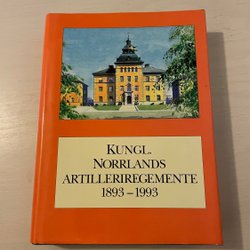 KUNGL.
NORRLANDS
ARTILLERIREGEMENTE
1893–1993